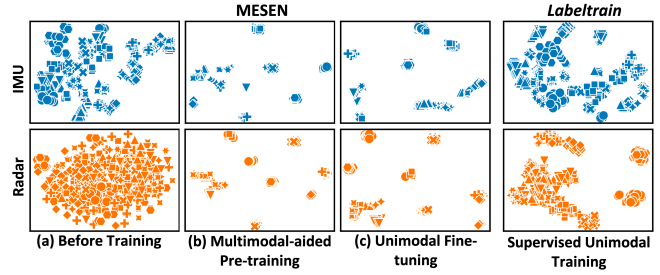 MESEN
Labeltrain
IMU
Radar
(a) Before Training
(b) Multimodal-aided
Pre-training
(c) Unimodal Fine-
tuning
Supervised Unimodal
Training